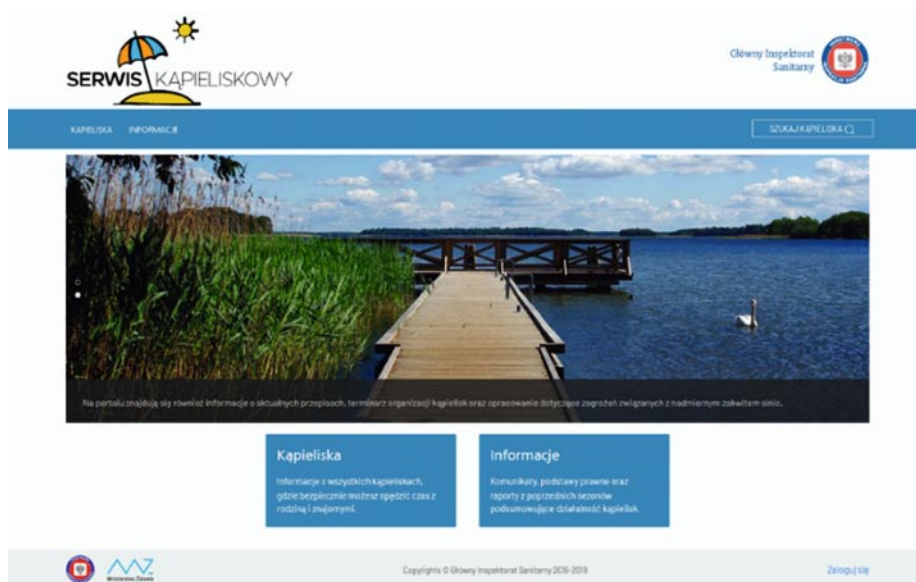 SERWIS KĄPIELISKOWY
Główny Inspektorat
Sanitarny
KĄPIELISKA INFORMACJE
SZUKAJ KĄPIELISKA
Na portalu znajdują się również informacje o aktualnych przepisach, terminarz organizacji kąpielisk oraz opracowanie dotyczące zagrożeń związanych z nadmiernym zakwitem sinic.
Kąpieliska
Informacje o wszystkich kąpieliskach,
gdzie bezpiecznie możesz spędzić czas z
rodziną i znajomymi.
Informacje
Komunikaty, podstawy prawne oraz
raporty z poprzednich sezonów
podsumowujące działalność kąpielisk.
Ministerstwo Zdrowia
Copyrights © Główny Inspektorat Sanitarny 2016-2019
Zaloguj się